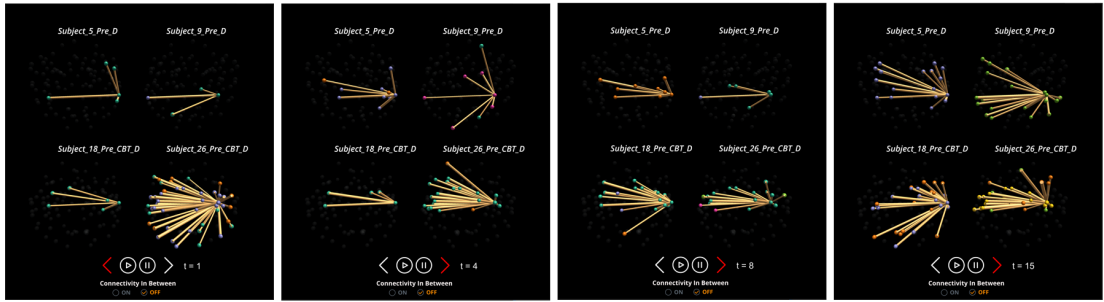 Subject_5_Pre_D Subject_9_Pre_D
Subject_18_Pre_CBT_D Subject_26_Pre_CBT_D
t = 1
Connectivity In Between
ON OFF
Subject_5_Pre_D Subject_9_Pre_D
Subject_18_Pre_CBT_D Subject_26_Pre_CBT_D
t = 4
Connectivity In Between
ON OFF
Subject_5_Pre_D Subject_9_Pre_D
Subject_18_Pre_CBT_D Subject_26_Pre_CBT_D
t = 8
Connectivity In Between
ON OFF
Subject_5_Pre_D Subject_9_Pre_D
Subject_18_Pre_CBT_D Subject_26_Pre_CBT_D
t = 15
Connectivity In Between
ON OFF